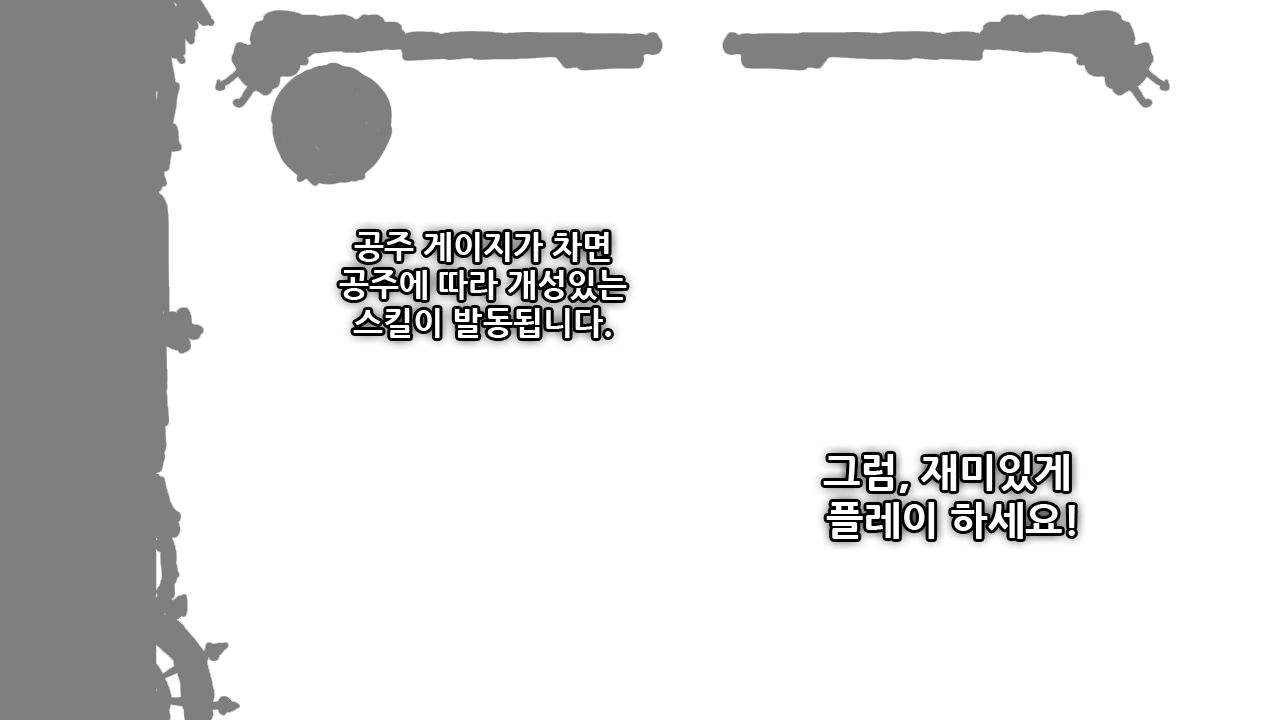 공주 게이지가 차면
공주에 따라 개성있는
스킬이 발동됩니다.
그럼, 재미있게
플레이 하세요!